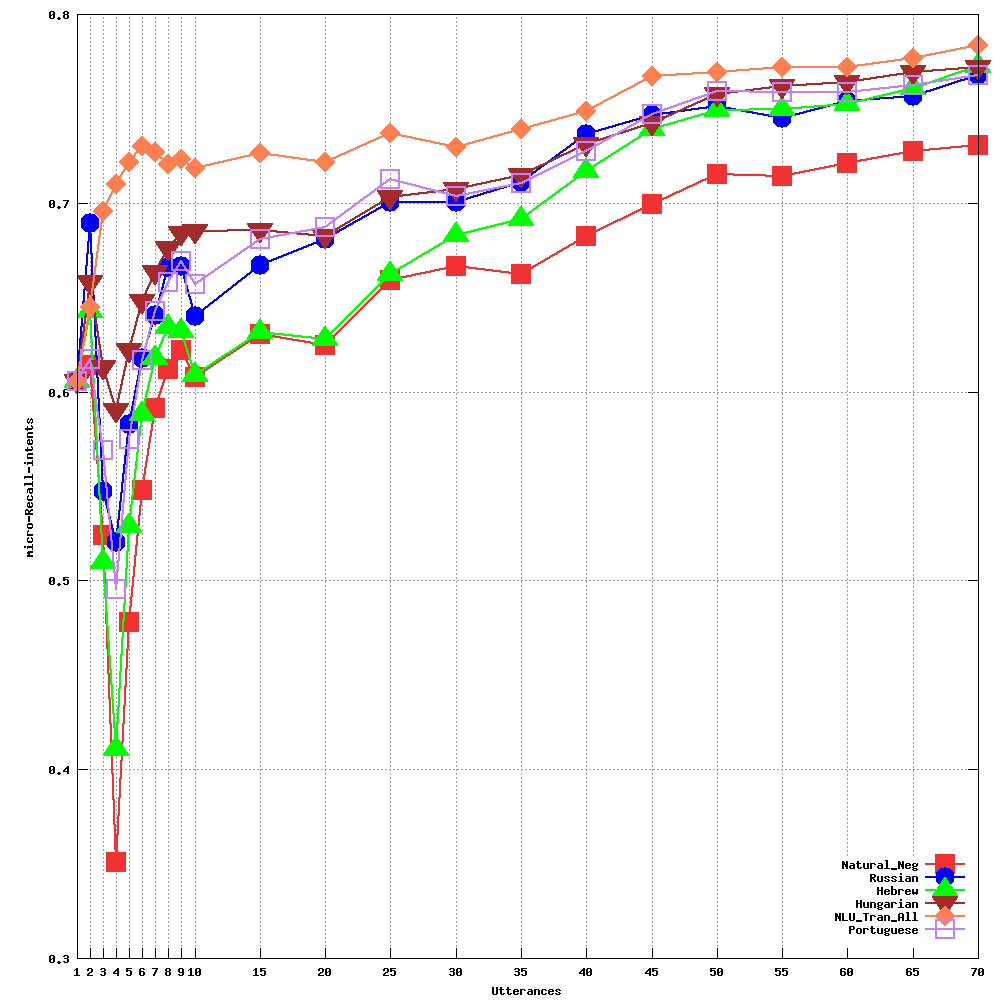 0.8
0.7
0.6
0.5
0.4
0.3
micro-Recall-intents
1 2 3 4 5 6 7 8 9 10 15 20 25 30 35 40 45 50 55 60 65 70
Utterances
Natural_Neg
Russian
Hebrew
Hungarian
NLU_Tran_All
Portuguese